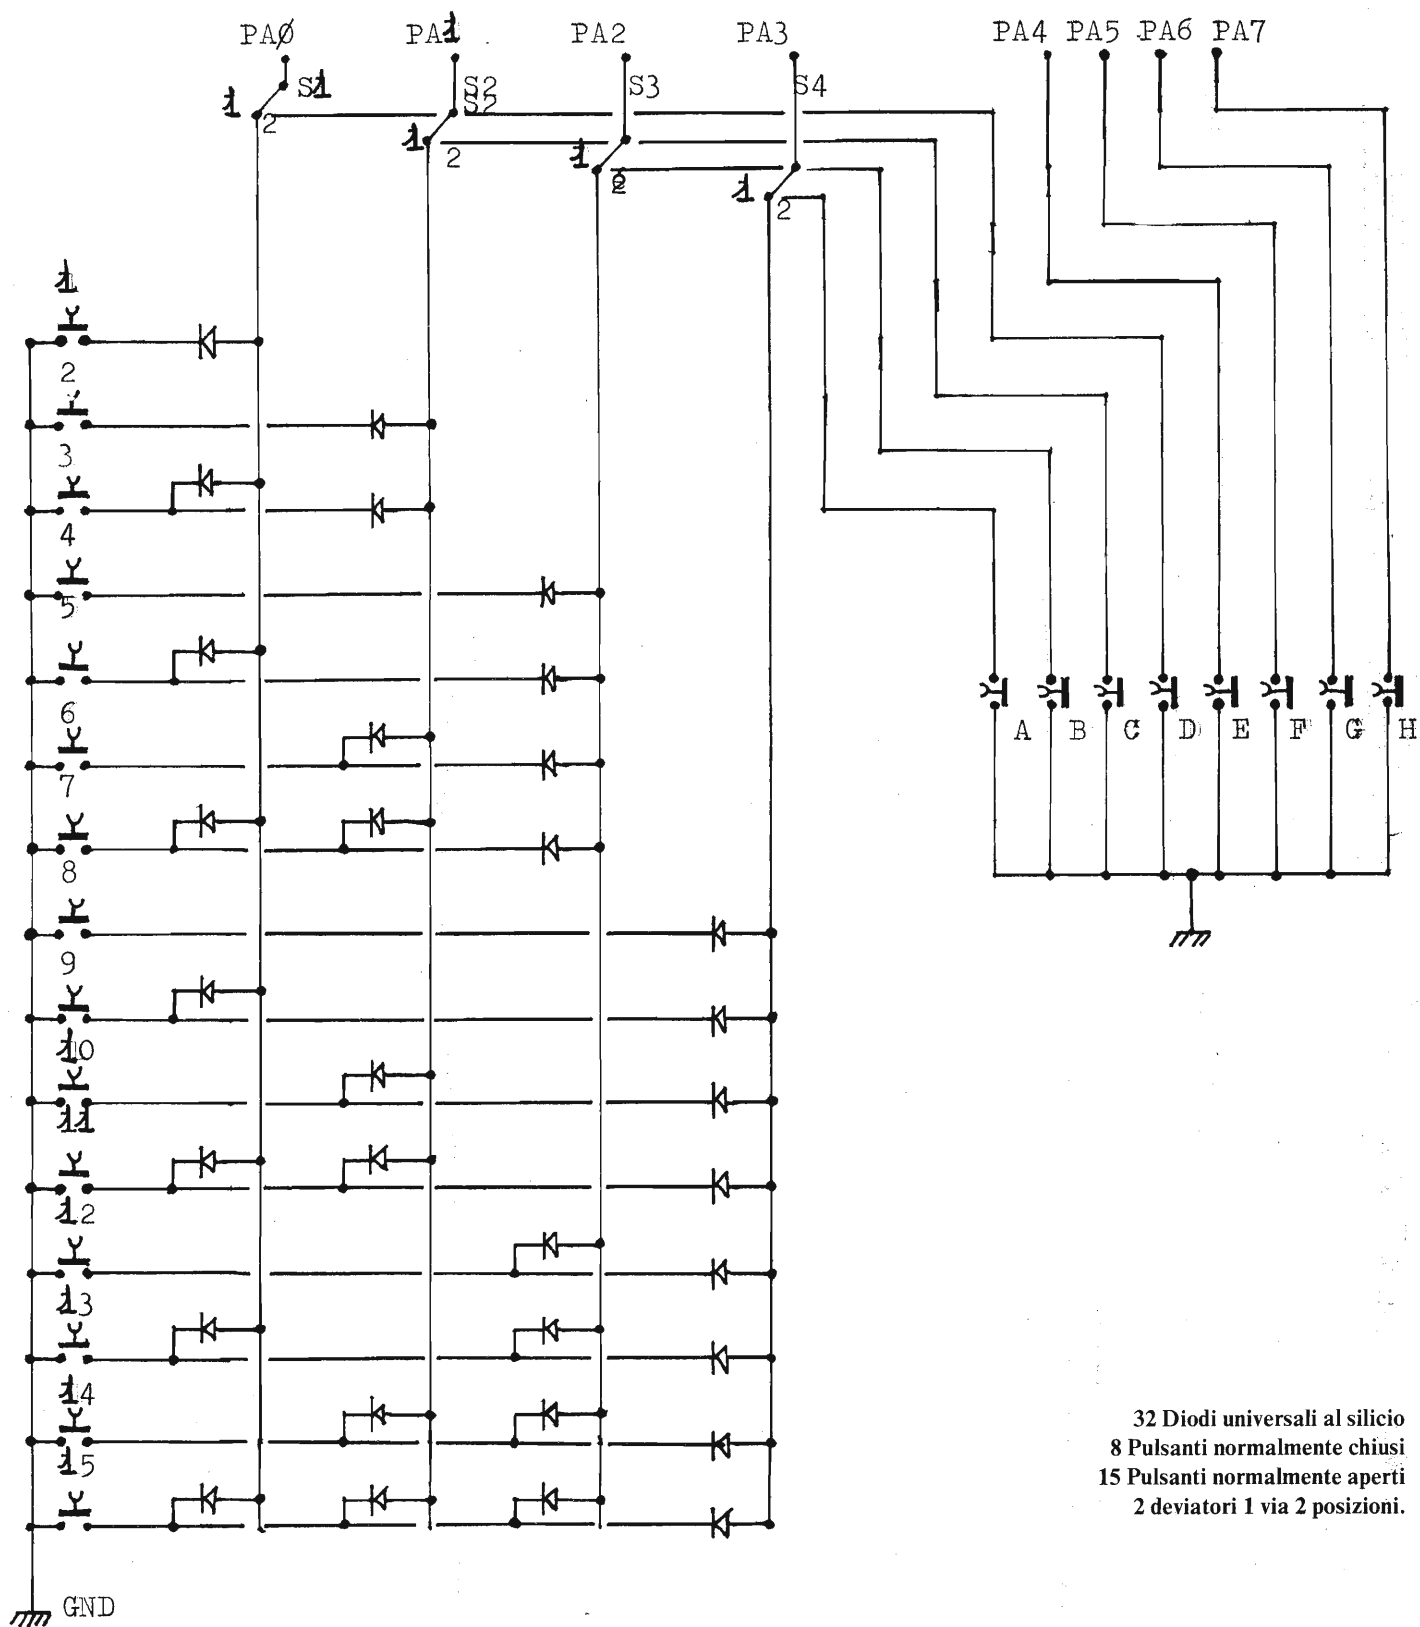 PAØ PA1 PA2 PA3 PA4 PA5 PA6 PA7
S1 S2 S3 S4
S2
1 2
1 2
1 2
1 2
1
2
3
4
5
6
7
A B C D E F G H
8
9
10
11
12
13
14
15
32 Diodi universali al silicio
8 Pulsanti normalmente chiusi
15 Pulsanti normalmente aperti
2 deviatori 1 via 2 posizioni.
GND